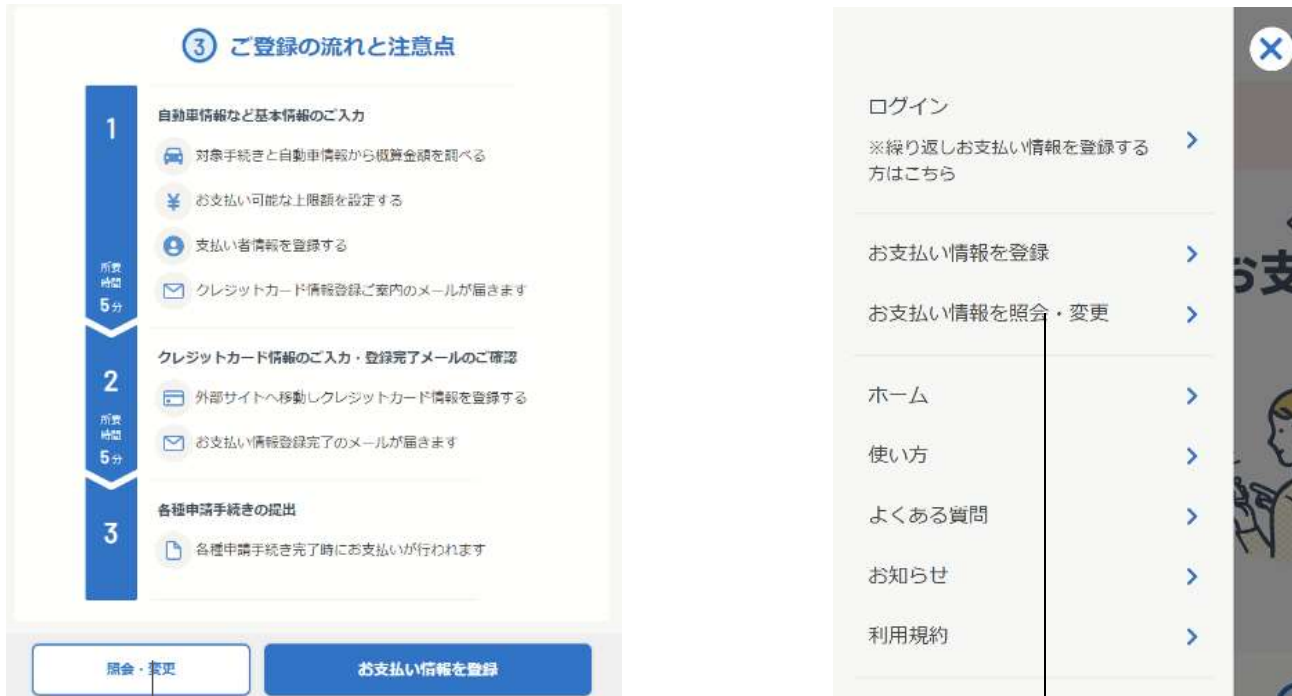 ③ ご登録の流れと注意点
1
自動車情報など基本情報のご入力
対象手続きと自動車情報から概算金額を調べる
お支払い可能な上限額を設定する
支払い者情報を登録する
クレジットカード情報登録ご案内のメールが届きます
所要
時間
5分
2
クレジットカード情報のご入力・登録完了メールのご確認
外部サイトへ移動しクレジットカード情報を登録する
お支払い情報登録完了のメールが届きます
所要
時間
5分
3
各種申請手続きの提出
各種申請手続き完了時にお支払いが行われます
照会・変更
お支払い情報を登録
ログイン
※繰り返しお支払い情報を登録する
方はこちら
お支払い情報を登録
お支払い情報を照会・変更
ホーム
使い方
よくある質問
お知らせ
利用規約
お支